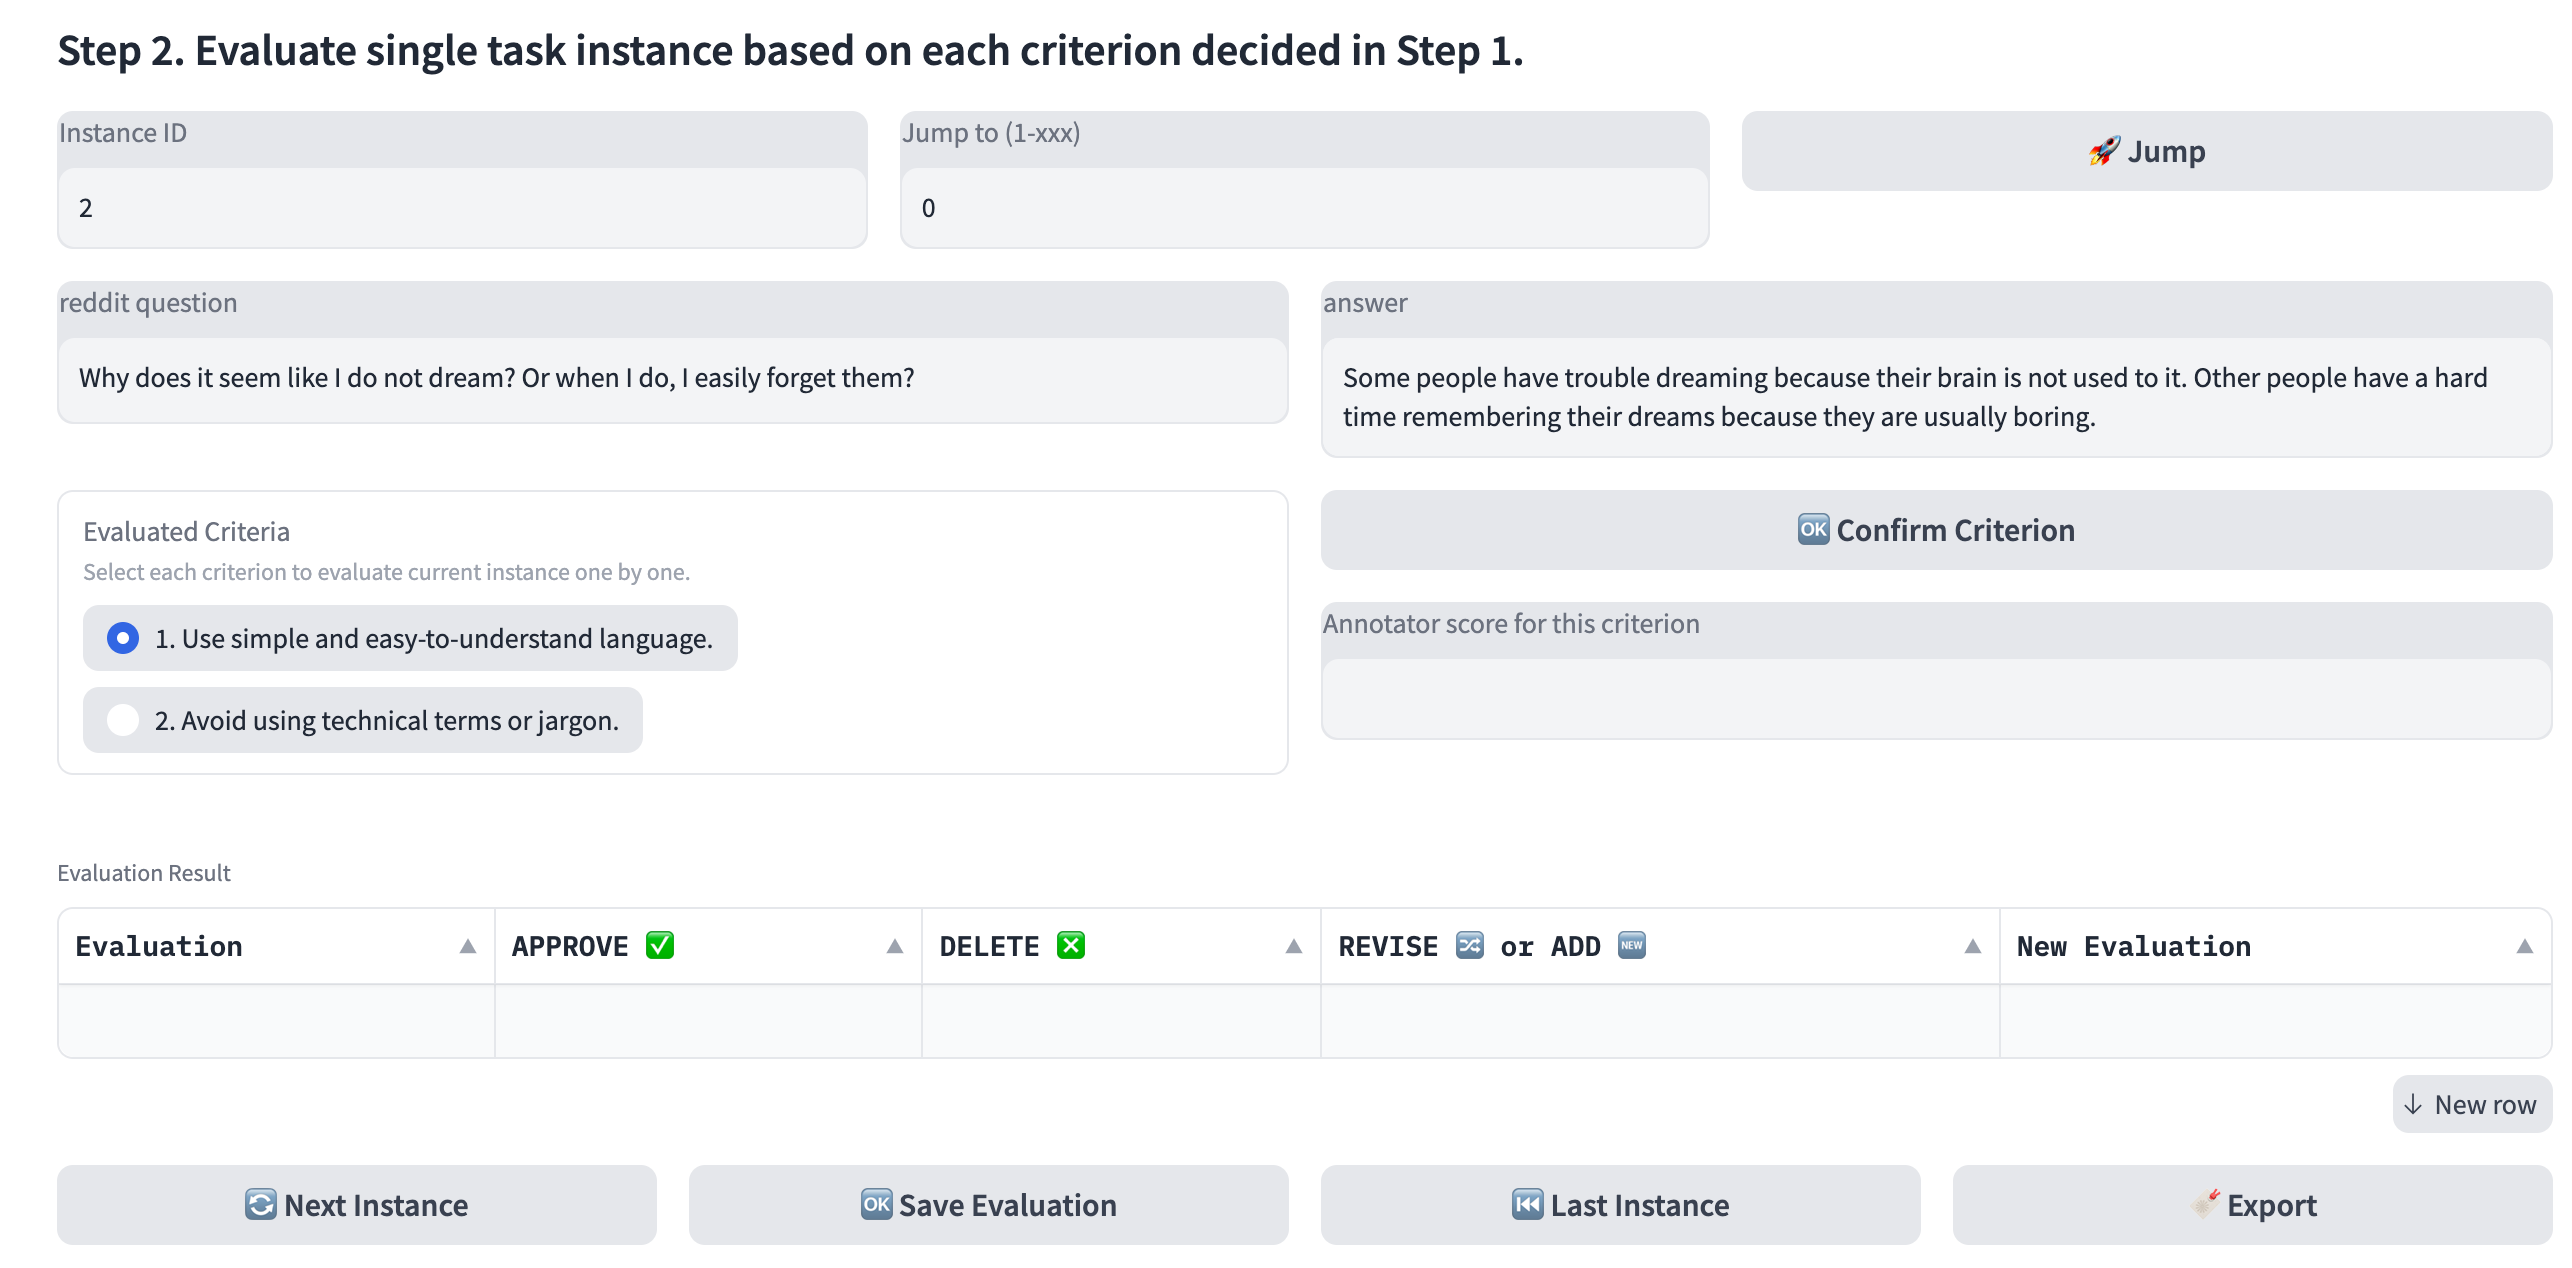 Step 2. Evaluate single task instance based on each criterion decided in Step 1.
Instance ID
2
Jump to (1-xxx)
0
🚀 Jump
reddit question
Why does it seem like I do not dream? Or when I do, I easily forget them?
answer
Some people have trouble dreaming because their brain is not used to it. Other people have a hard
time remembering their dreams because they are usually boring.
Evaluated Criteria
Select each criterion to evaluate current instance one by one.
1. Use simple and easy-to-understand language.
2. Avoid using technical terms or jargon.
🆗 Confirm Criterion
Annotator score for this criterion
Evaluation Result
Evaluation
APPROVE ✅
DELETE ❎
REVISE 🔀 or ADD 🆕
New Evaluation
↓ New row
🔄 Next Instance
🆗 Save Evaluation
⏮ Last Instance
Export